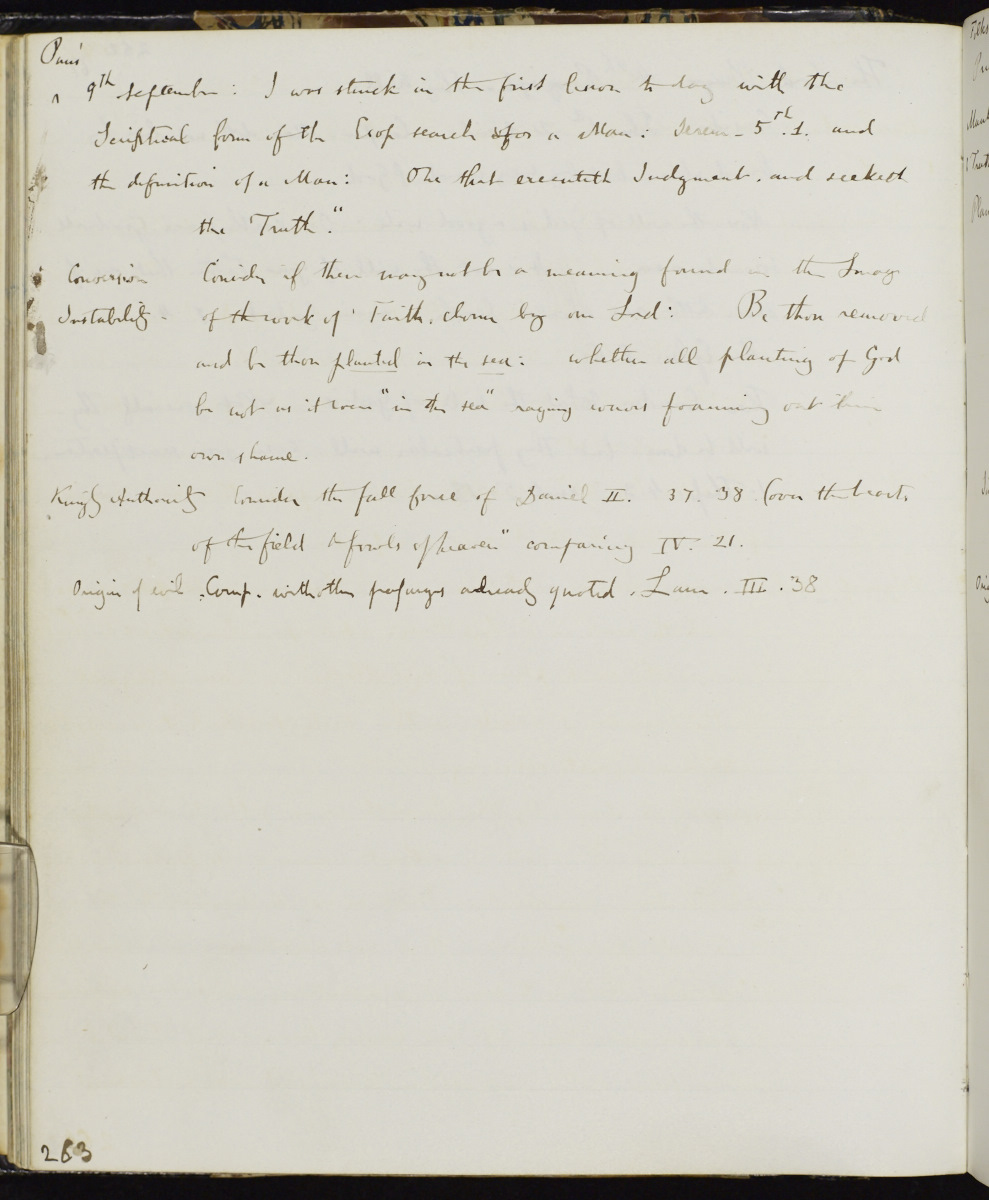 Paris
^ 9th September: I was struck in the first lesson to day with the
Scriptural form of the Esop search for a Man: Jerem - 5th. 1. and
the definition of a Man: One that executeth Judgment. and seeketh
the "Truth."
Conversion Consider if there may not be a meaning found in the Image
Instability - of the work of Faith. chosen by our Lord: Be thou removed
and be thou planted in the sea: whether all planting of God
be not as it were "in the sea" raging waves foaming out their
own shame.
Kingly Authority Consider the full force of Daniel II. 37. 38 (over the beasts
of the field & fowls of heaven" comparing IV. 21.
Origin of evil. Comp. with other passages already quoted. Lam. III. 38
263